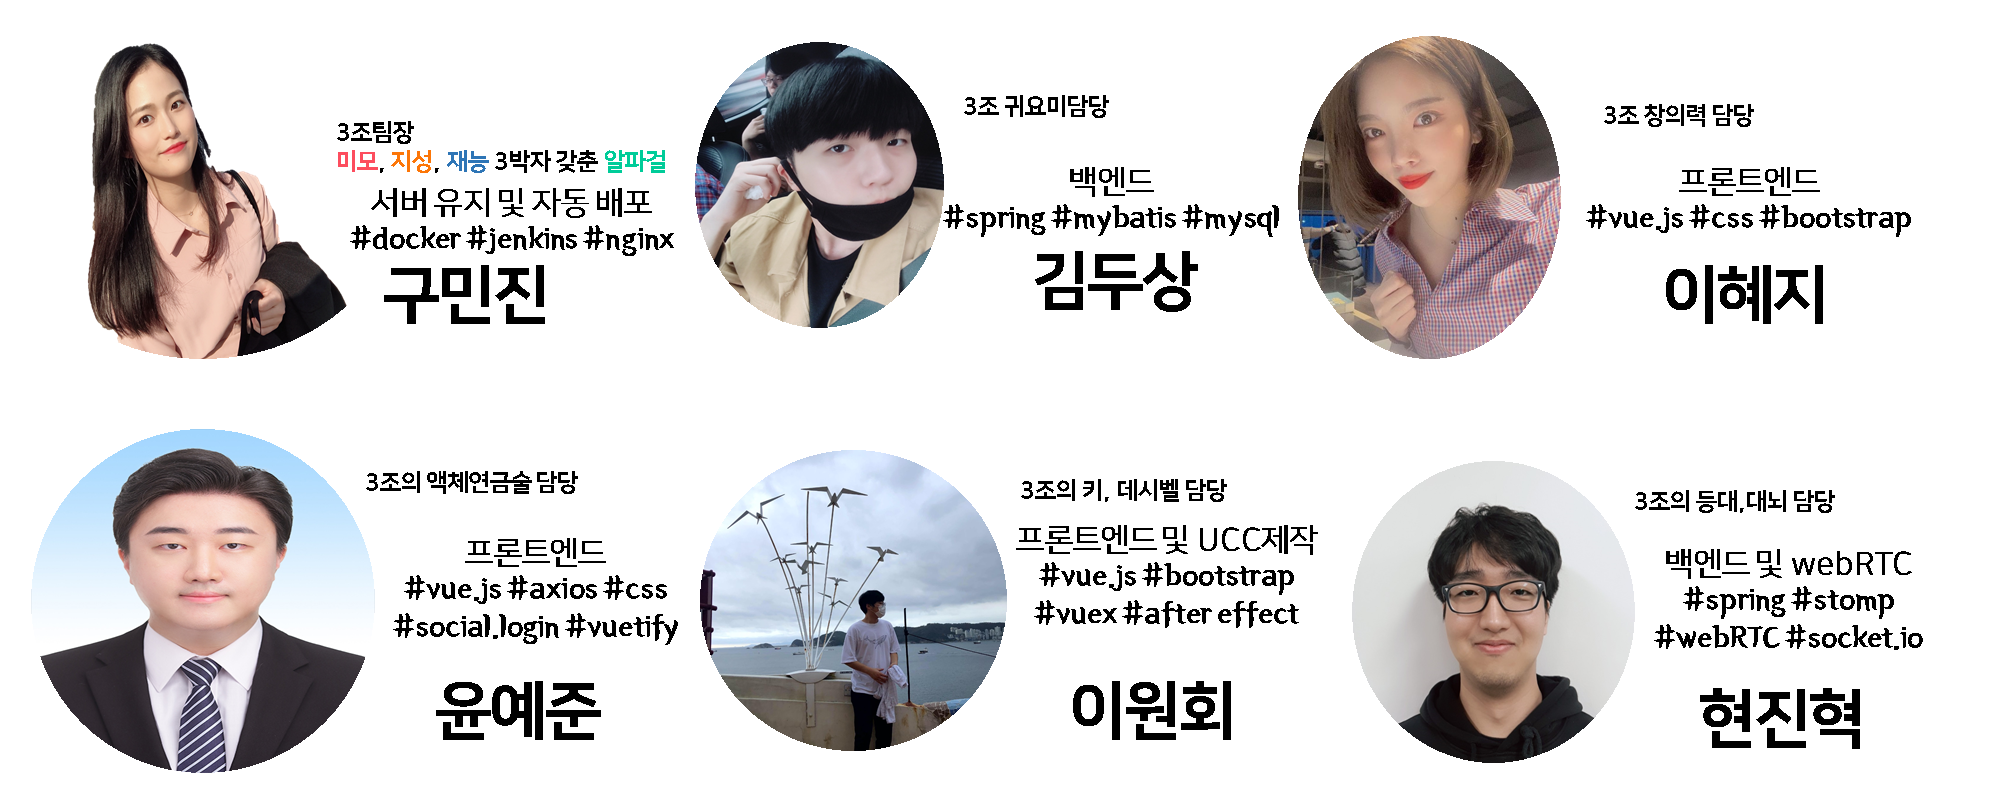 3조팀장
미모, 지성, 재능 3박자 갖춘 알파걸
서버 유지 및 자동 배포
#docker #jenkins #nginx
구민진
3조 귀요미담당
백엔드
#spring #mybatis #mysql
김두상
3조 창의력 담당
프론트엔드
#vue.js #css #bootstrap
이혜지
3조의 액체연금술 담당
프론트엔드
#vue.js #axios #css
#social.login #vuetify
윤예준
3조의 키, 데시벨 담당
프론트엔드 및 UCC제작
#vue.js #bootstrap
#vuex #after effect
이원회
3조의 등대,대뇌 담당
백엔드 및 webRTC
#spring #stomp
#webRTC #socket.io
현진혁